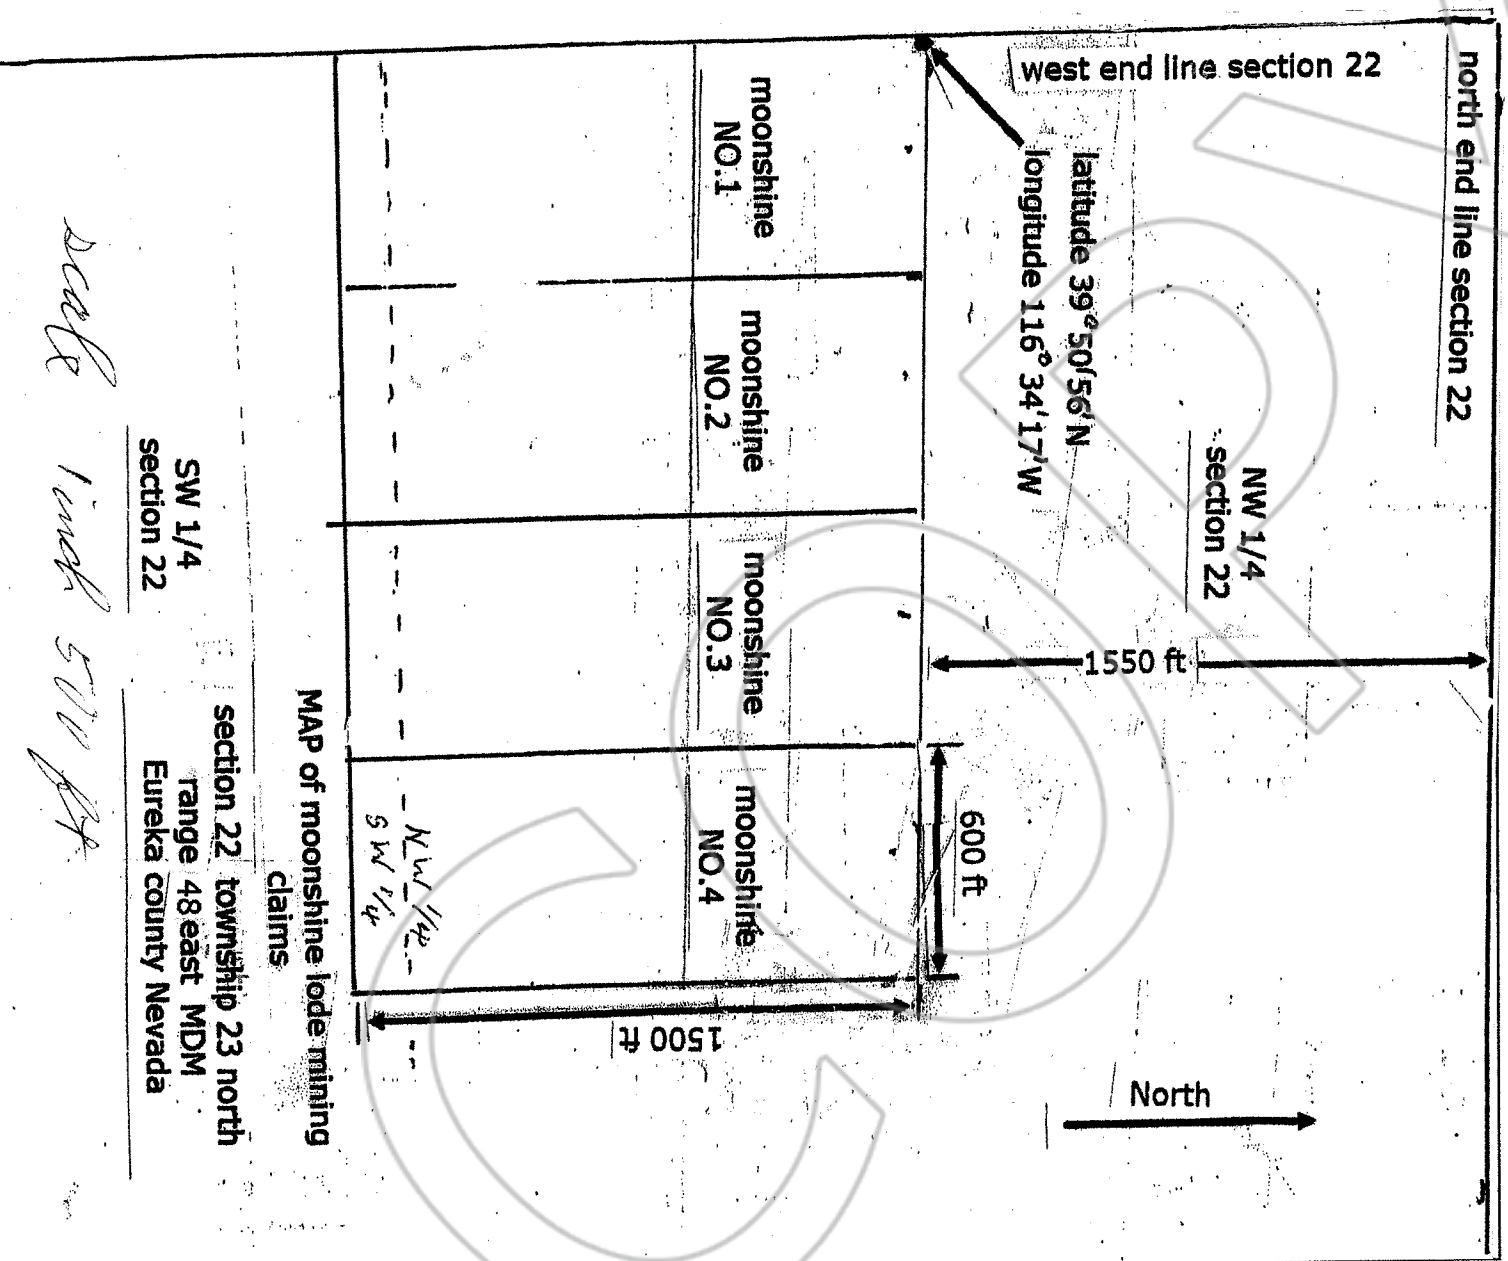 north end line section 22
west end line section 22
latitude 39° 50' 56' N
longitude 116° 34' 17' W
NW 1/4
section 22
1550 ft
600 ft
moonshine
NO.1
moonshine
NO.2
moonshine
NO.3
moonshine
NO.4
1500 ft
North
N W 1/4
S W 1/4
MAP of moonshine lode mining
claims
section 22 township 23 north
range 48 east MDM
Eureka county Nevada
SW 1/4
section 22
scale 1 inch 500 ft
COPY